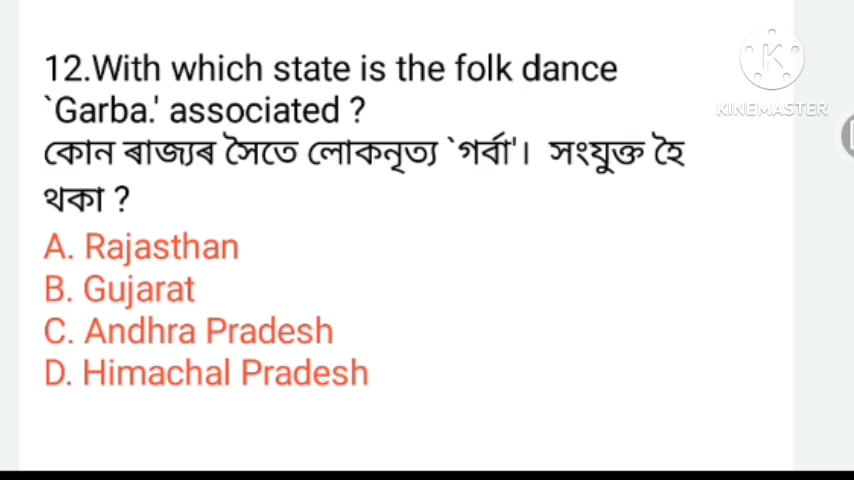 12.With which state is the folk dance
`Garba.' associated ?
কোন ৰাজ্যৰ সৈতে লোকনৃত্য `গৰ্বা'। সংযুক্ত হৈ
থকা ?
A. Rajasthan
B. Gujarat
C. Andhra Pradesh
D. Himachal Pradesh
K
KINEMASTER